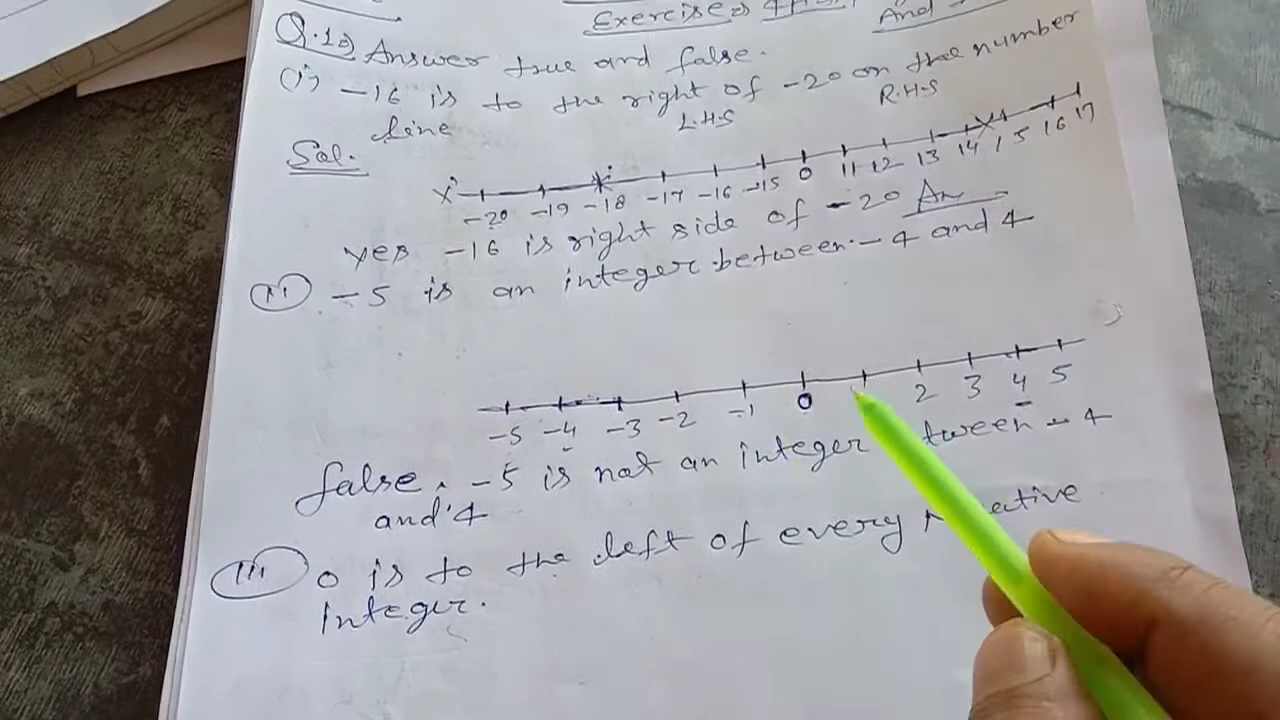 Exercise
And
Q.1) Answer true and false.
(i) -16 is to the right of -20 on the number
line
L.H.S
R.H.S
Sol.
-20 -19 -18 -17 -16 -15 0 11 12 13 14 15 16 17
yes -16 is right side of -20 An
(ii) -5 is an integer between -4 and 4
-5 -4 -3 -2 -1 0 2 3 4 5
false. -5 is not an integer tween -4
and 4
(iii) 0 is to the left of every ative
integer.